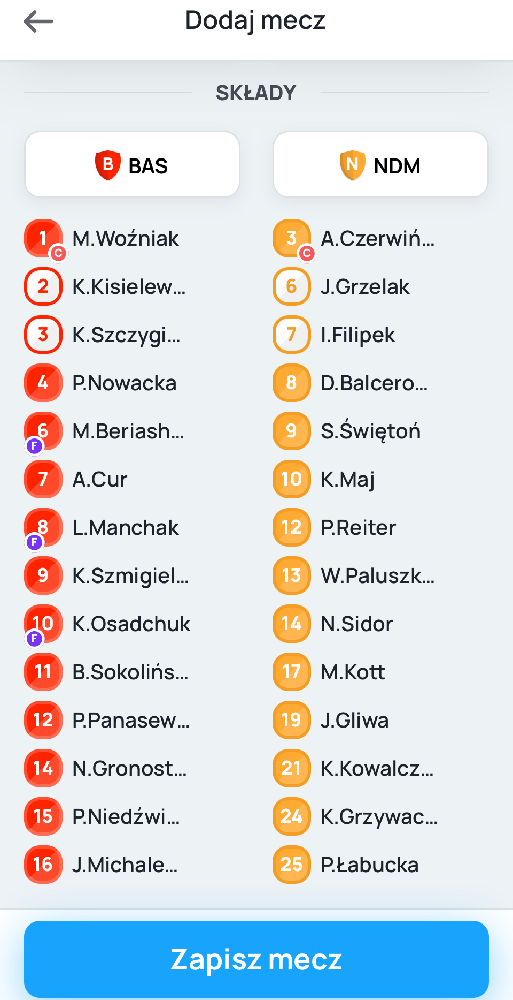 Dodaj mecz
SKŁADY
B BAS
N NDM
1 C M.Woźniak
3 C A.Czerwiń...
2 K.Kisielew...
6 J.Grzelak
3 K.Szczygi...
7 I.Filipek
4 P.Nowacka
8 D.Balcero...
6 F M.Beriash...
9 S.Świętoń
7 A.Cur
10 K.Maj
8 F L.Manchak
12 P.Reiter
9 K.Szmigiel...
13 W.Paluszk...
10 F K.Osadchuk
14 N.Sidor
11 B.Sokolińs...
17 M.Kott
12 P.Panasew...
19 J.Gliwa
14 N.Gronost...
21 K.Kowalcz...
15 P.Niedźwi...
24 K.Grzywac...
16 J.Michale...
25 P.Łabucka
Zapisz mecz